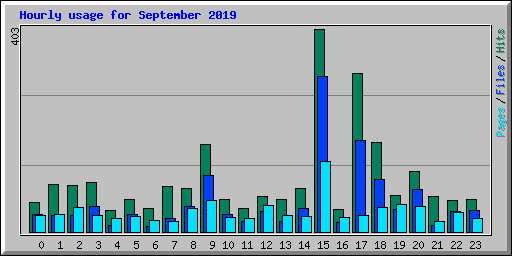 Hourly usage for September 2019
403
Pages / Files / Hits
0 1 2 3 4 5 6 7 8 9 10 11 12 13 14 15 16 17 18 19 20 21 22 23